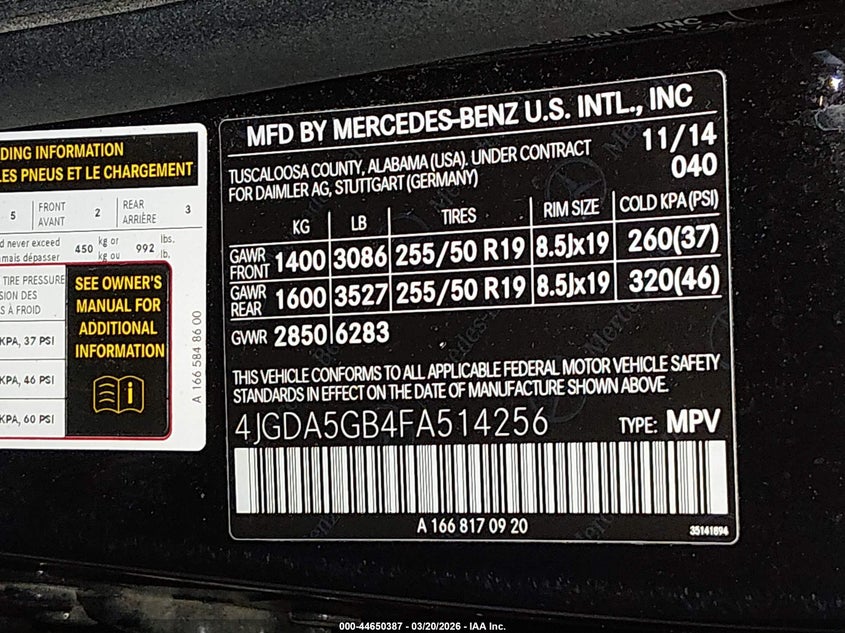 DING INFORMATION
LES PNEUS ET LE CHARGEMENT
5 FRONT AVANT 2 REAR ARRIÈRE 3
d never exceed 450 kg or 992 lbs.
mais dépasser kg ou lb.
TIRE PRESSURE
SION DES
S À FROID
KPA, 37 PSI
KPA, 46 PSI
KPA, 60 PSI
SEE OWNER'S
MANUAL FOR
ADDITIONAL
INFORMATION
A 166 584 86 00
MFD BY MERCEDES-BENZ U.S. INTL., INC
TUSCALOOSA COUNTY, ALABAMA (USA). UNDER CONTRACT
FOR DAIMLER AG, STUTTGART (GERMANY)
11/14
040
KG LB TIRES RIM SIZE COLD KPA (PSI)
GAWR FRONT 1400 3086 255/50 R19 8.5Jx19 260(37)
GAWR REAR 1600 3527 255/50 R19 8.5Jx19 320(46)
GVWR 2850 6283
THIS VEHICLE CONFORMS TO ALL APPLICABLE FEDERAL MOTOR VEHICLE SAFETY
STANDARDS IN EFFECT ON THE DATE OF MANUFACTURE SHOWN ABOVE.
4JGDA5GB4FA514256 TYPE: MPV
A 166 817 09 20
35141894
000-44650387 - 03/20/2026 - IAA Inc.